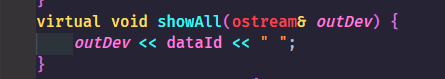 }
virtual void showAll(ostream& outDev) {
outDev << dataId << " ";
}